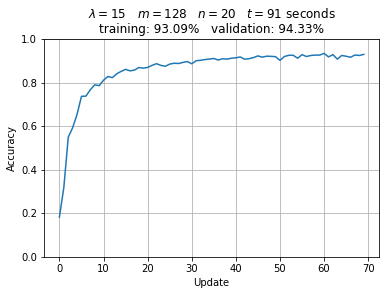 λ = 15 m = 128 n = 20 t = 91 seconds
training: 93.09% validation: 94.33%
1.0
0.8
0.6
0.4
0.2
0.0
Accuracy
0 10 20 30 40 50 60 70
Update